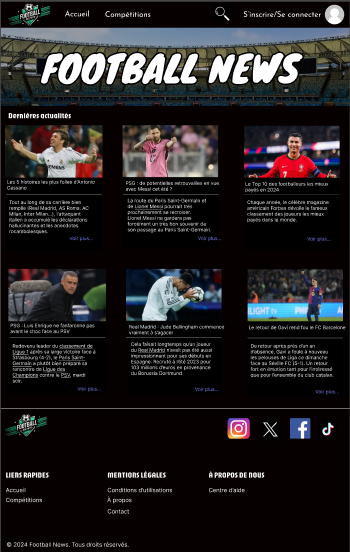 FOOTBALL
Accueil
Compétitions
S'inscrire/Se connecter
FOOTBALL NEWS
Dernières actualités
Les 5 histoires les plus folles d'Antonio
Cassano
Tout au long de sa carrière bien
remplie (Real Madrid, AS Roma, AC
Milan, Inter Milan...), l'attaquant
italien a accumulé les déclarations
hallucinantes et les anecdotes
rocambolesques.
Voir plus...
PSG : de potentielles retrouvailles en vue
avec Messi cet été ?
La route du Paris Saint-Germain et
de Lionel Messi pourrait très
prochainement se recroiser.
Lionel Messi ne gardera pas
forcément un très bon souvenir de
son passage au Paris Saint-Germain.
Voir plus...
Le Top 10 des footballeurs les mieux
payés en 2024
Chaque année, le célèbre magazine
américain Forbes dévoile le fameux
classement des joueurs les mieux
payés dans le monde.
Voir plus...
PSG : Luis Enrique ne fanfaronne pas
avant le choc face au PSV
Redevenu leader du classement de
Ligue 1 après sa large victoire face à
Strasbourg (4-2), le Paris Saint-
Germain a plutôt bien préparé sa
rencontre de Ligue des
Champions contre le PSV, mardi
soir.
Voir plus...
Real Madrid : Jude Bellingham commence
vraiment à s'agacer
Cela faisait longtemps qu'un joueur
du Real Madrid n'avait pas été aussi
impressionnant pour ses débuts en
Espagne. Recruté à l'été 2023 pour
103 millions d'euros en provenance
du Borussia Dortmund.
Voir plus...
Le retour de Gavi rend fou le FC Barcelone
De retour après près d'un an
d'absence, Gavi a foulé à nouveau
les pelouses de Liga ce dimanche
face au Séville FC (5-1). Un retour
fort en émotion tant pour l'intéressé
que pour l'ensemble du club catalan.
Voir plus...
FOOTBALL
LIENS RAPIDES
Accueil
Compétitions
MENTIONS LÉGALES
Conditions d'utilisations
À propos
Contact
À PROPOS DE NOUS
Centre d'aide
© 2024 Football News. Tous droits réservés.